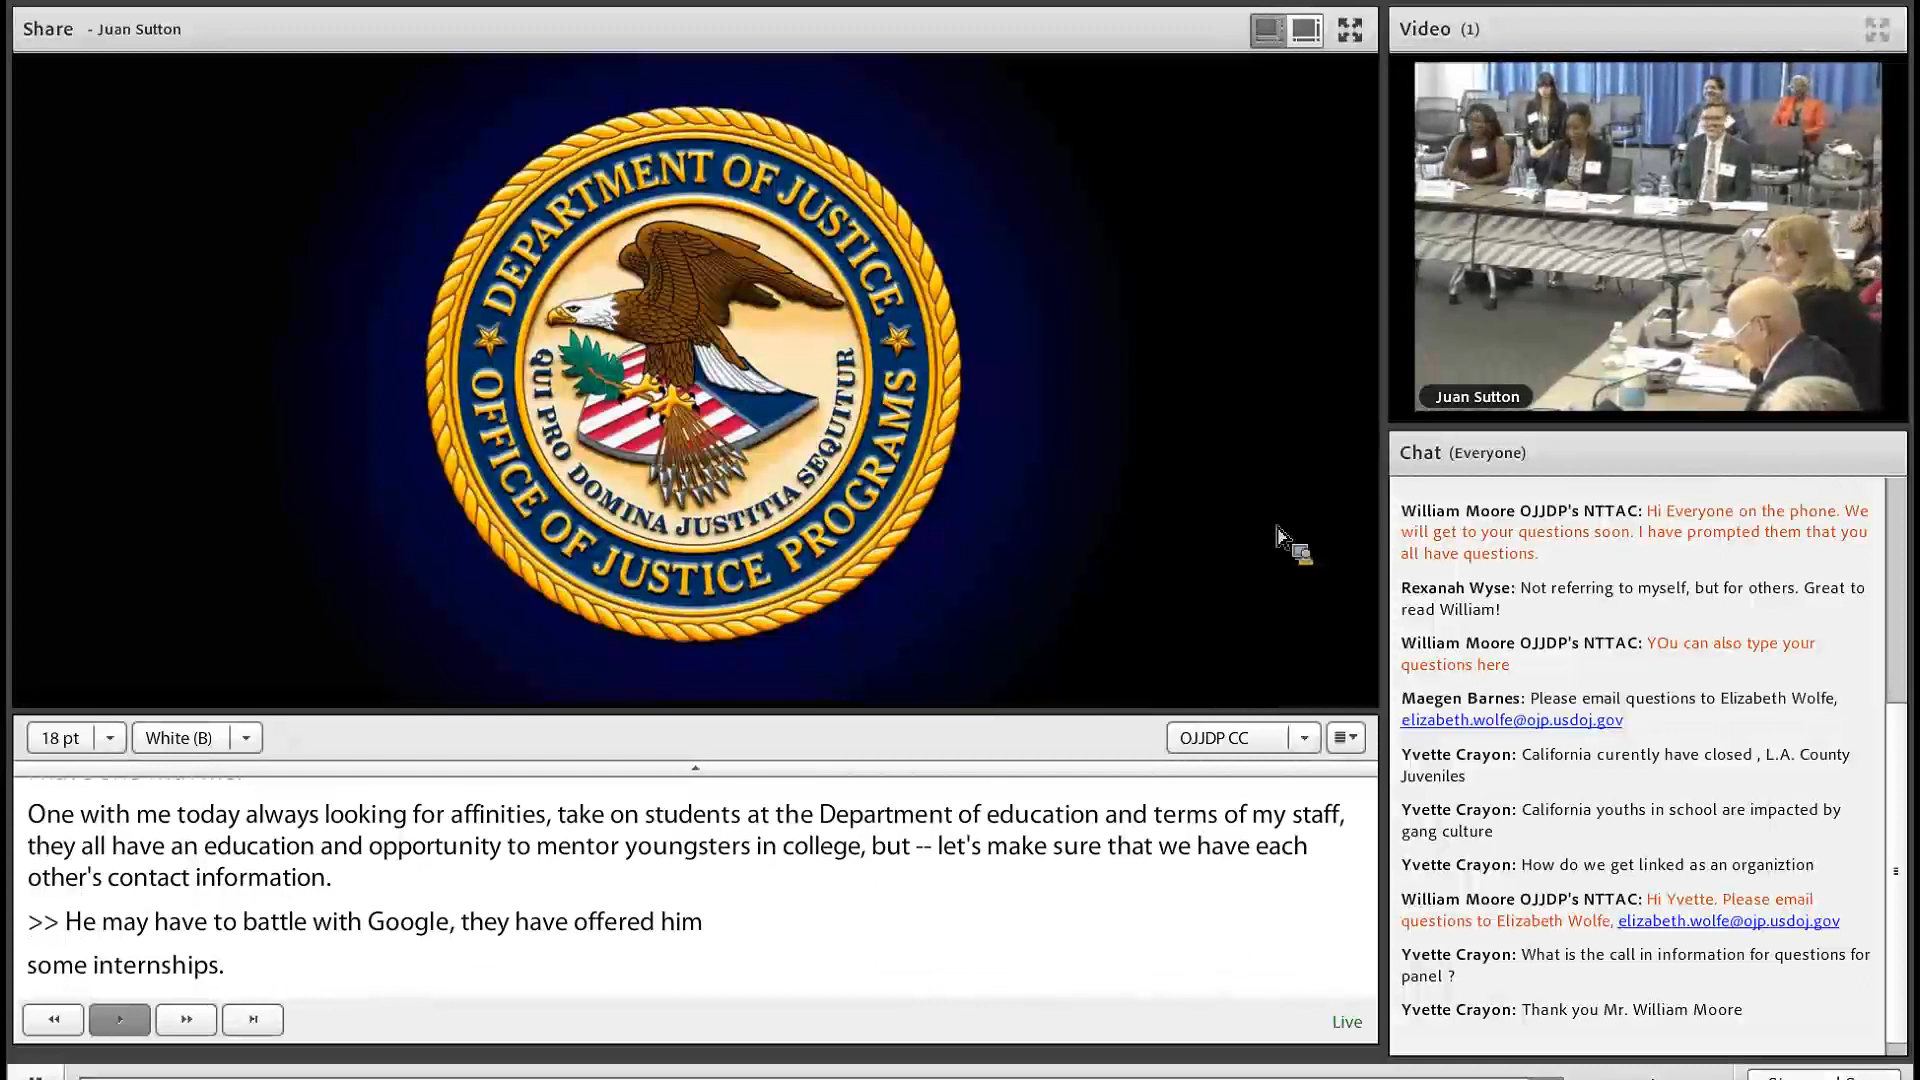 Share - Juan Sutton
DEPARTMENT OF JUSTICE
OFFICE OF JUSTICE PROGRAMS
QUI PRO DOMINA JUSTITIA SEQUITUR
18 pt
White (B)
OJJDP CC
One with me today always looking for affinities, take on students at the Department of education and terms of my staff,
they all have an education and opportunity to mentor youngsters in college, but -- let's make sure that we have each
other's contact information.
>> He may have to battle with Google, they have offered him
some internships.
Live
Video (1)
Juan Sutton
Chat (Everyone)
William Moore OJJDP's NTTAC: Hi Everyone on the phone. We
will get to your questions soon. I have prompted them that you
all have questions.
Rexanah Wyse: Not referring to myself, but for others. Great to
read William!
William Moore OJJDP's NTTAC: YOu can also type your
questions here
Maegen Barnes: Please email questions to Elizabeth Wolfe,
elizabeth.wolfe@ojp.usdoj.gov
Yvette Crayon: California curently have closed , L.A. County
Juveniles
Yvette Crayon: California youths in school are impacted by
gang culture
Yvette Crayon: How do we get linked as an organiztion
William Moore OJJDP's NTTAC: Hi Yvette. Please email
questions to Elizabeth Wolfe, elizabeth.wolfe@ojp.usdoj.gov
Yvette Crayon: What is the call in information for questions for
panel ?
Yvette Crayon: Thank you Mr. William Moore